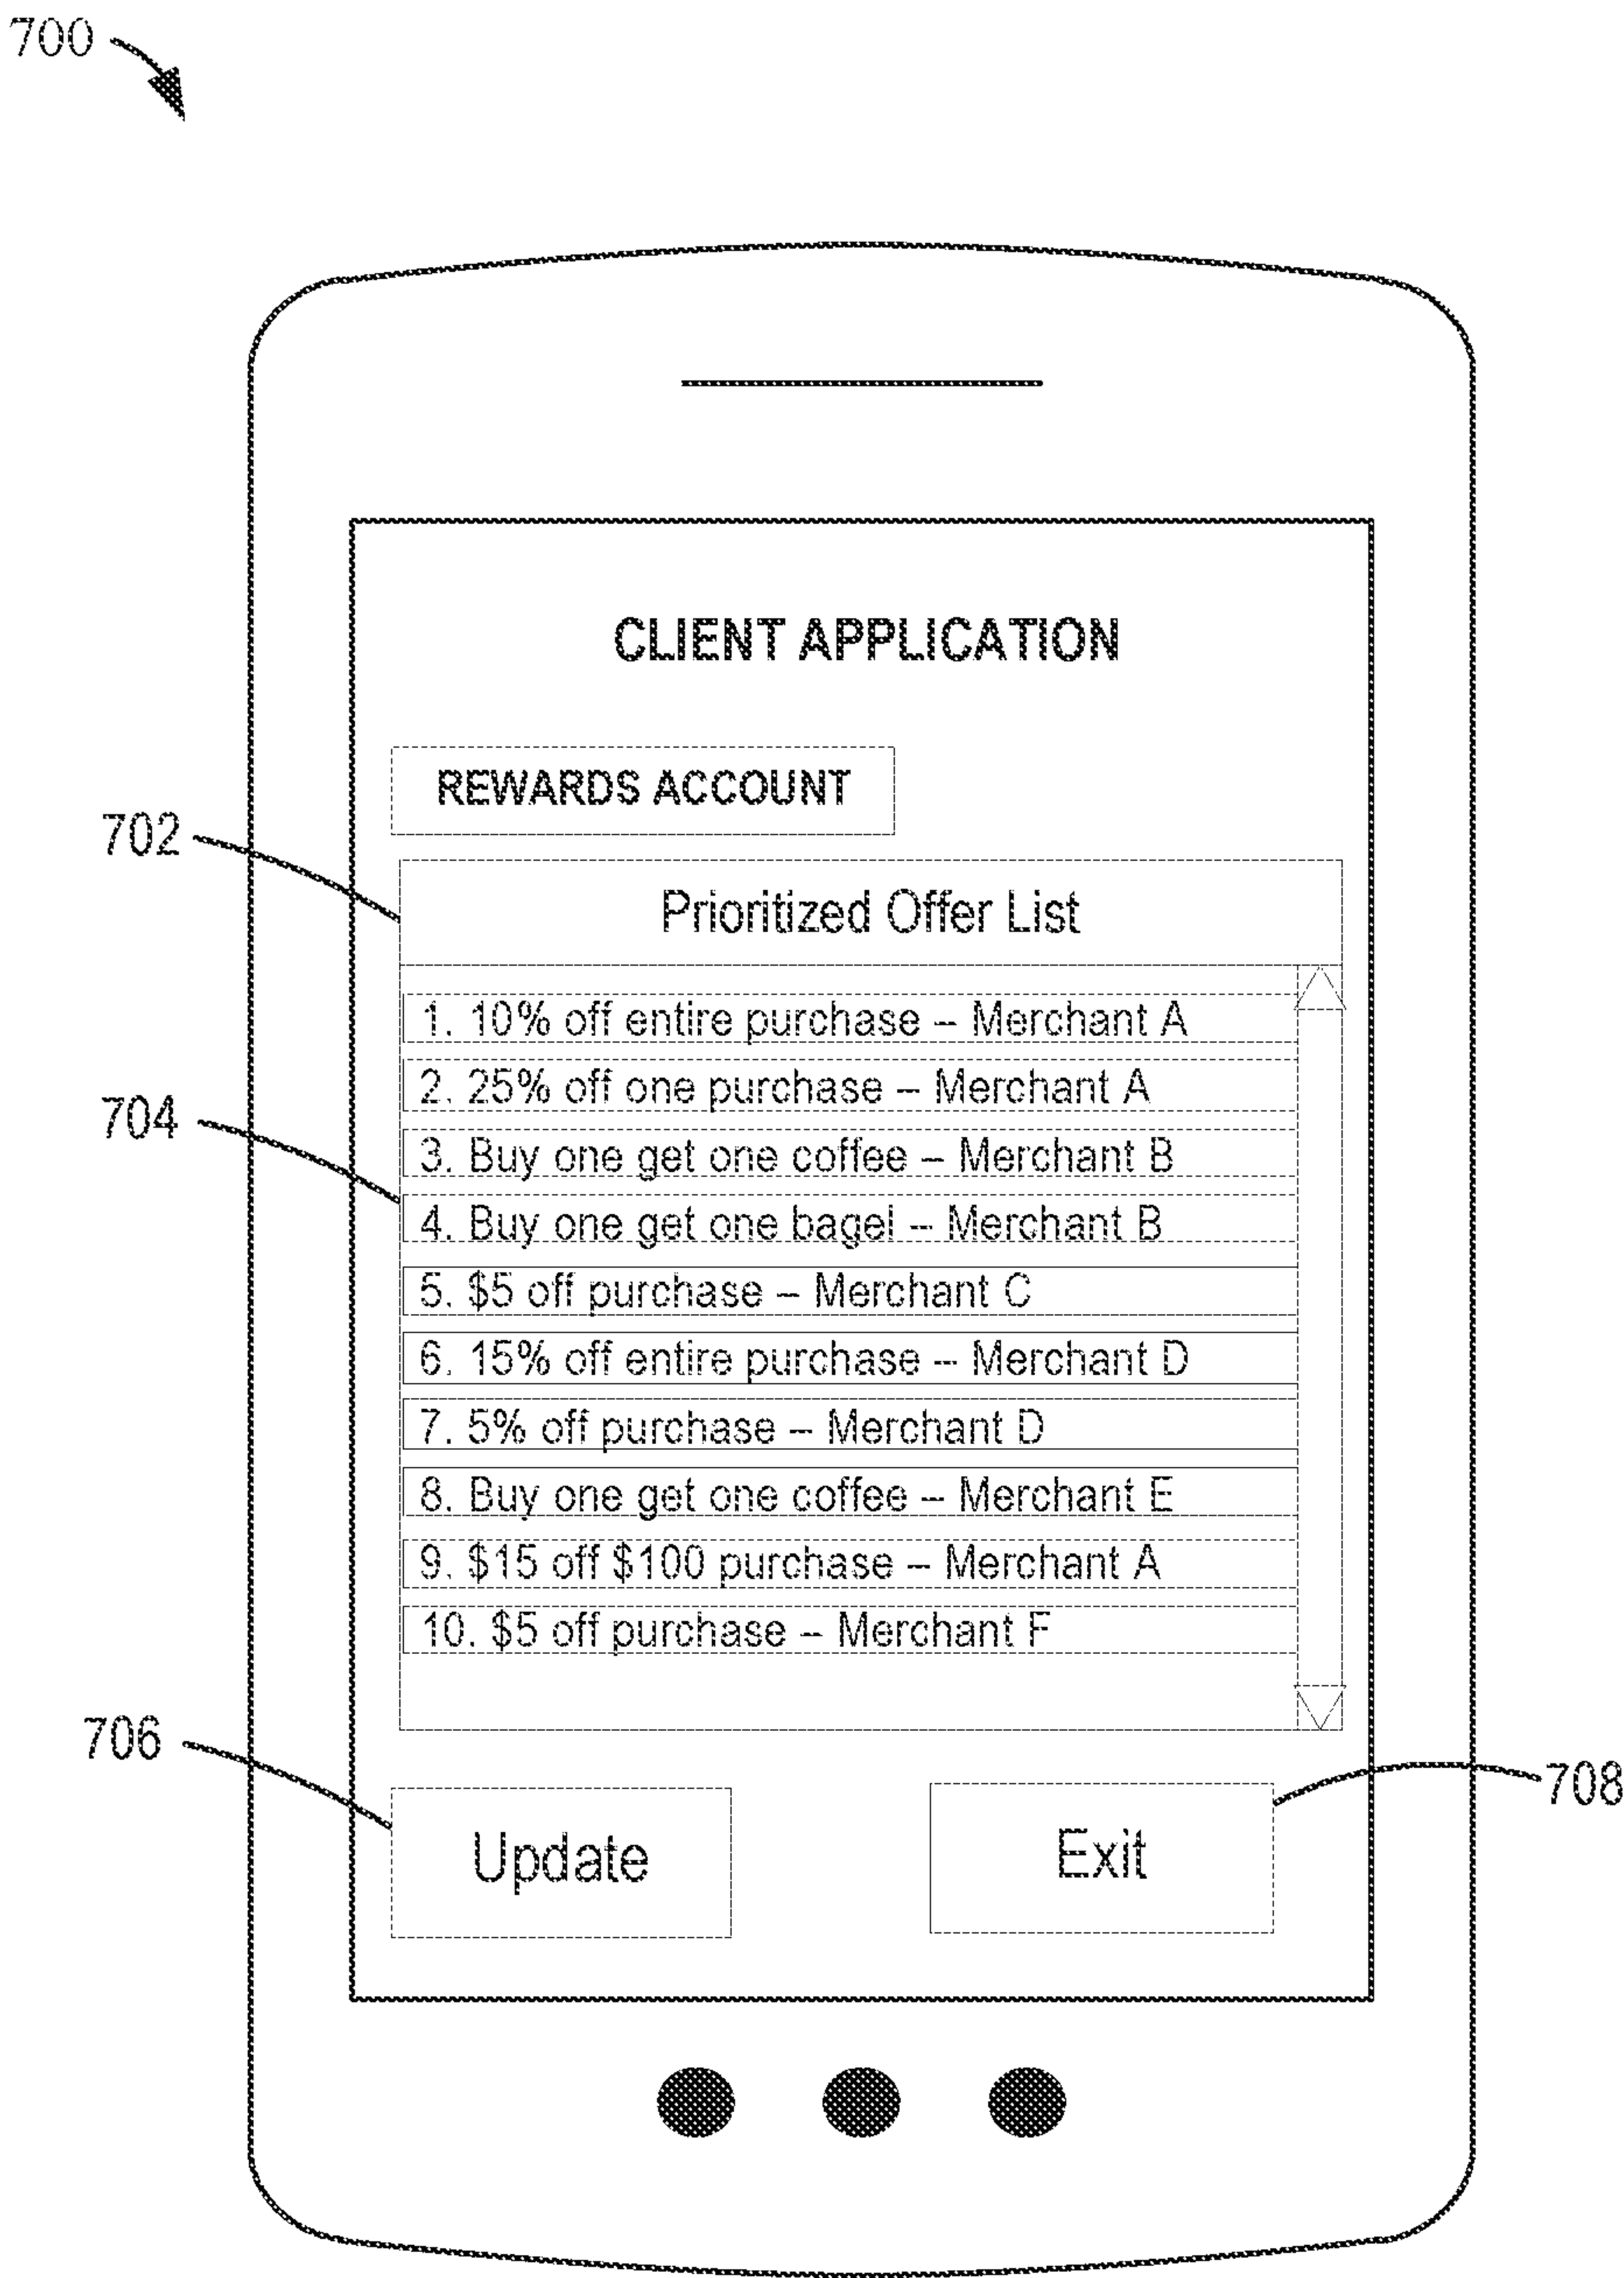 700
CLIENT APPLICATION
REWARDS ACCOUNT
702
Prioritized Offer List
1. 10% off entire purchase – Merchant A
2. 25% off one purchase – Merchant A
704
3. Buy one get one coffee – Merchant B
4. Buy one get one bagel – Merchant B
5. $5 off purchase – Merchant C
6. 15% off entire purchase – Merchant D
7. 5% off purchase – Merchant D
8. Buy one get one coffee – Merchant E
9. $15 off $100 purchase – Merchant A
10. $5 off purchase – Merchant F
706
708
Update
Exit